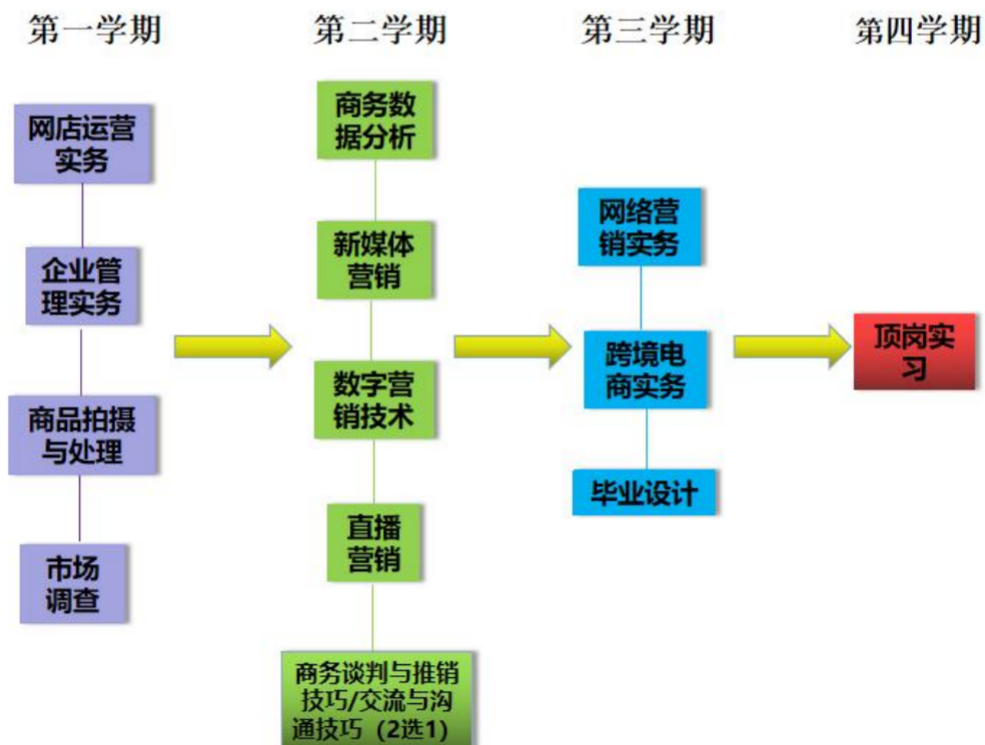 第一学期
第二学期
第三学期
第四学期
网店运营
实务
企业管
理实务
商品拍摄
与处理
市场
调查
商务数
据分析
新媒体
营销
数字营
销技术
直播
营销
商务谈判与推销
技巧/交流与沟
通技巧（2选1）
网络营
销实务
跨境电
商实务
毕业设计
顶岗实
习